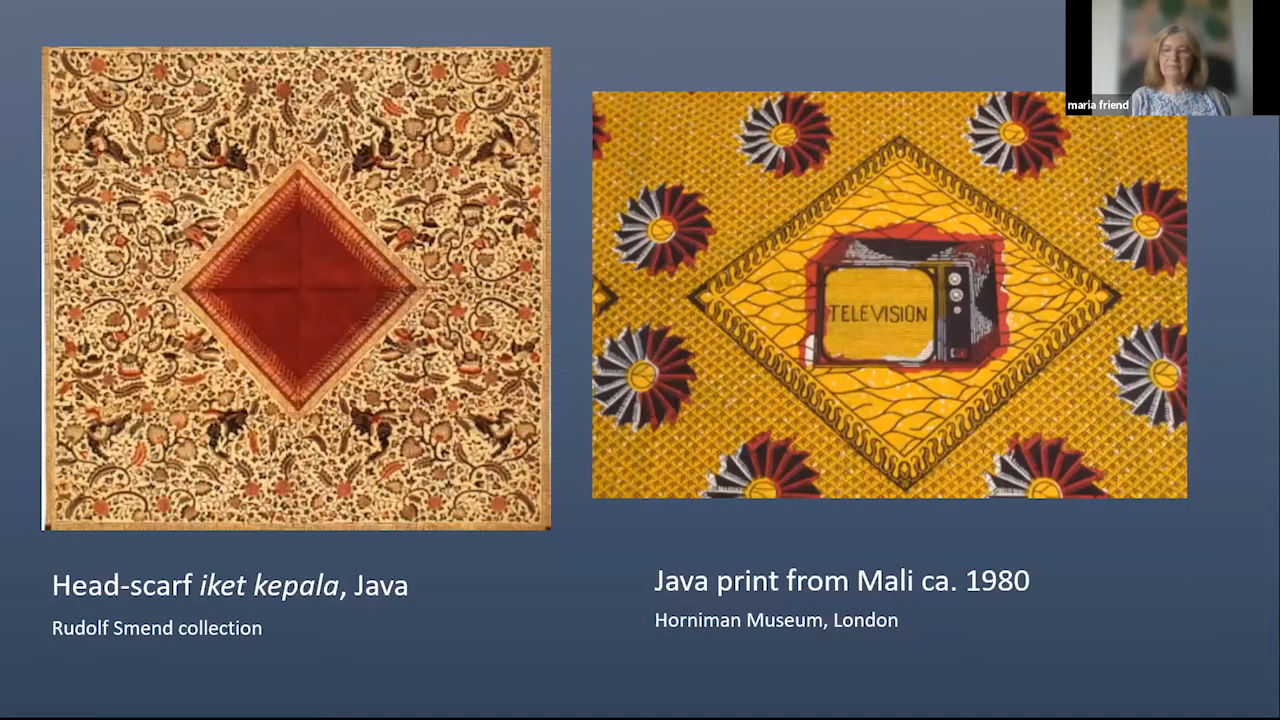 maria friend
TELEVISION
Head-scarf iket kepala, Java
Rudolf Smend collection
Java print from Mali ca. 1980
Horniman Museum, London